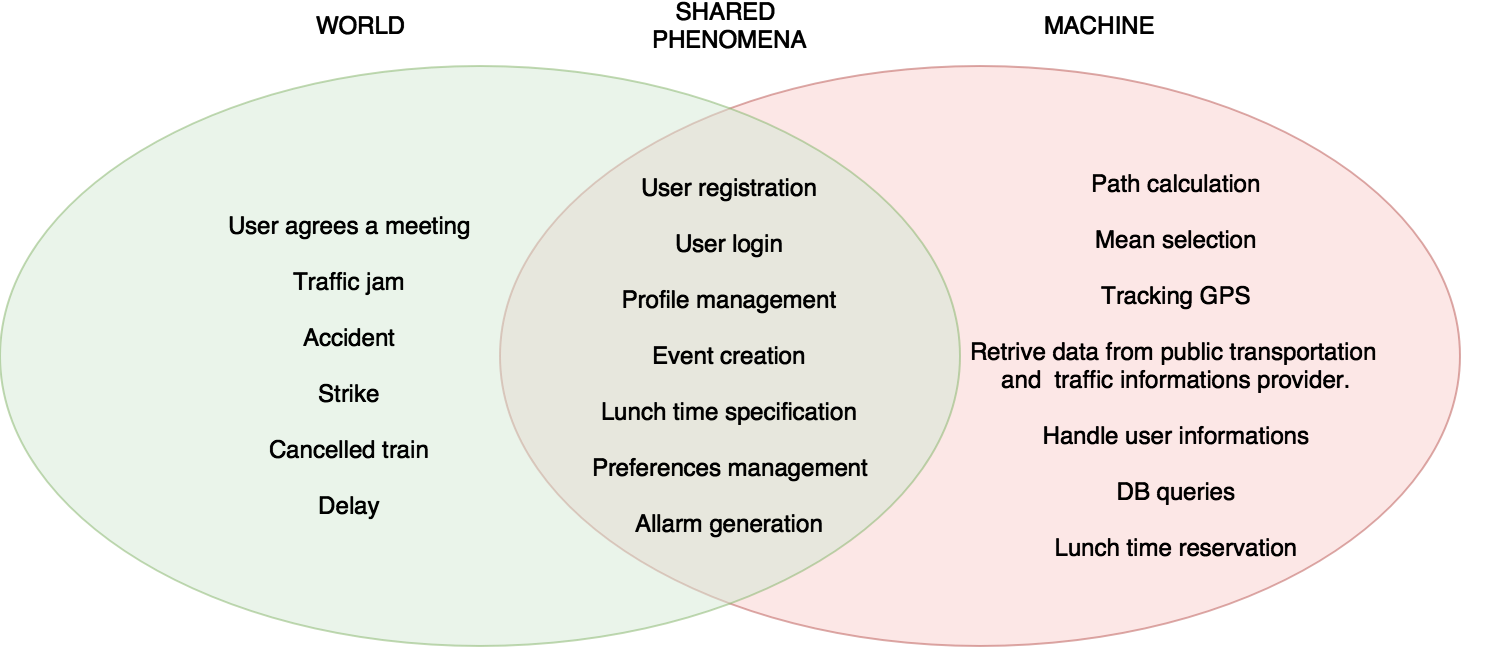 WORLD
SHARED
PHENOMENA
MACHINE
User agrees a meeting
Traffic jam
Accident
Strike
Cancelled train
Delay
User registration
User login
Profile management
Event creation
Lunch time specification
Preferences management
Allarm generation
Path calculation
Mean selection
Tracking GPS
Retrive data from public transportation
and  traffic informations provider.
Handle user informations
DB queries
Lunch time reservation